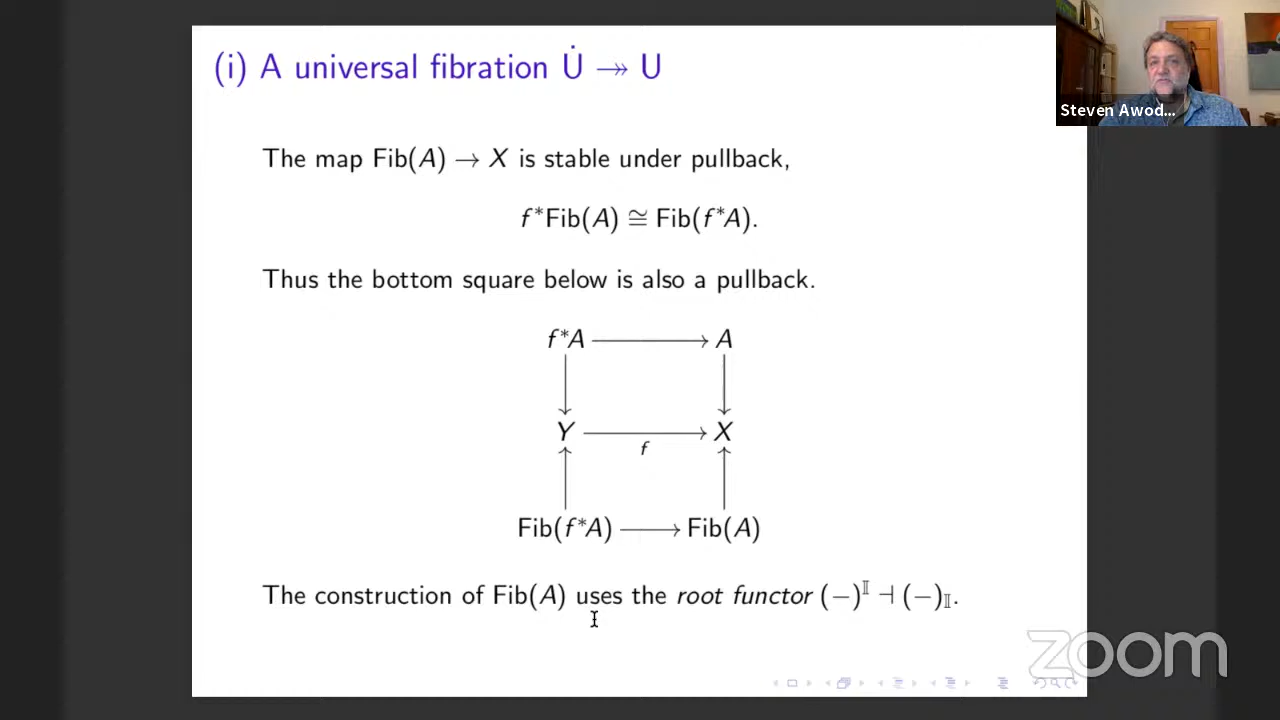 (i) A universal fibration U̇ ↠ U
Steven Awod...
The map Fib(A) → X is stable under pullback,
f*Fib(A) ≅ Fib(f*A).
Thus the bottom square below is also a pullback.
f*A A
Y X
f
Fib(f*A) Fib(A)
The construction of Fib(A) uses the root functor (−)^𝕀 ⊣ (−)_𝕀.
zoom